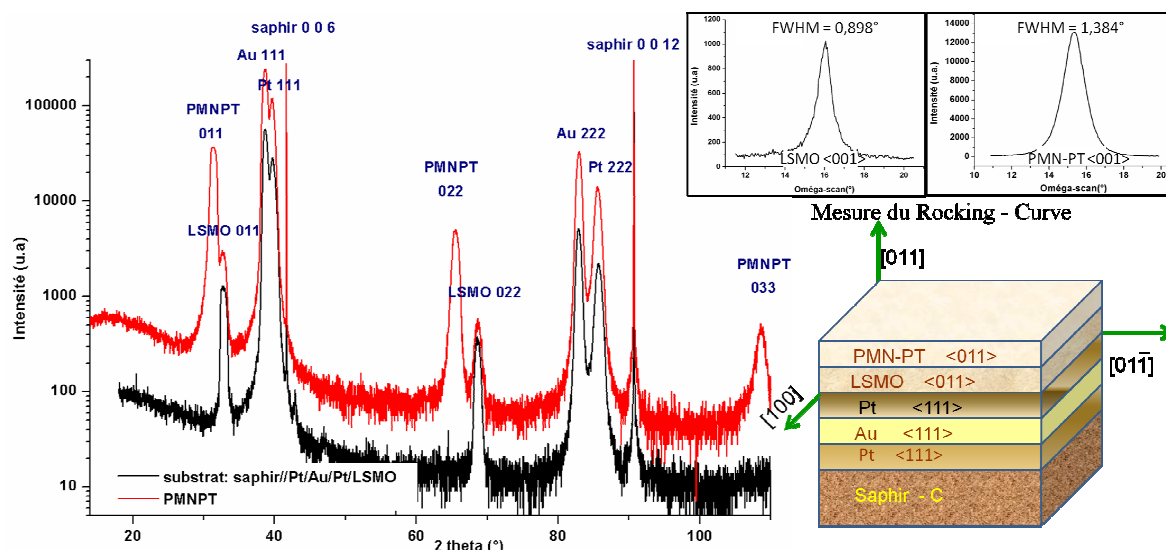 saphir 0 0 6
Au 111
Pt 111
PMNPT
011
LSMO 011
PMNPT
022
LSMO 022
Au 222
Pt 222
saphir 0 0 12
PMNPT
033
Intensité (u.a)
100000
10000
1000
100
10
20
40
60
80
100
2 theta (°)
substrat: saphir//Pt/Au/Pt/LSMO
PMNPT
FWHM = 0,898°
Intensité (u.a.)
1200
1000
800
600
400
200
0
LSMO <001>
12
14
16
18
20
Oméga-scan(°)
FWHM = 1,384°
Intensité (u.a.)
14000
12000
10000
8000
6000
4000
2000
0
PMN-PT <001>
10
12
14
16
18
20
Oméga-scan(°)
Mesure du Rocking - Curve
[011]
[011̅]
[100]
PMN-PT <011>
LSMO <011>
Pt <111>
Au <111>
Pt <111>
Saphir - C